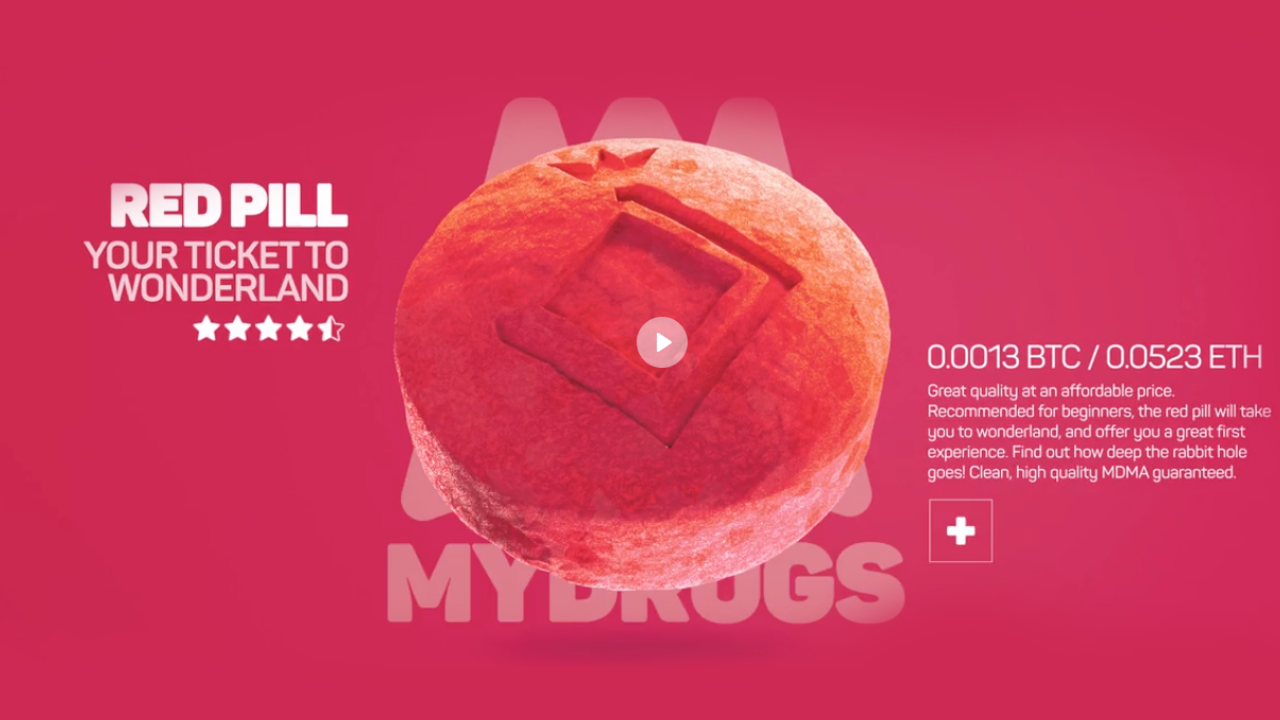 RED PILL
YOUR TICKET TO
WONDERLAND
0.0013 BTC / 0.0523 ETH
Great quality at an affordable price.
Recommended for beginners, the red pill will take
you to wonderland, and offer you a great first
experience. Find out how deep the rabbit hole
goes! Clean, high quality MDMA guaranteed.
MYDRUGS